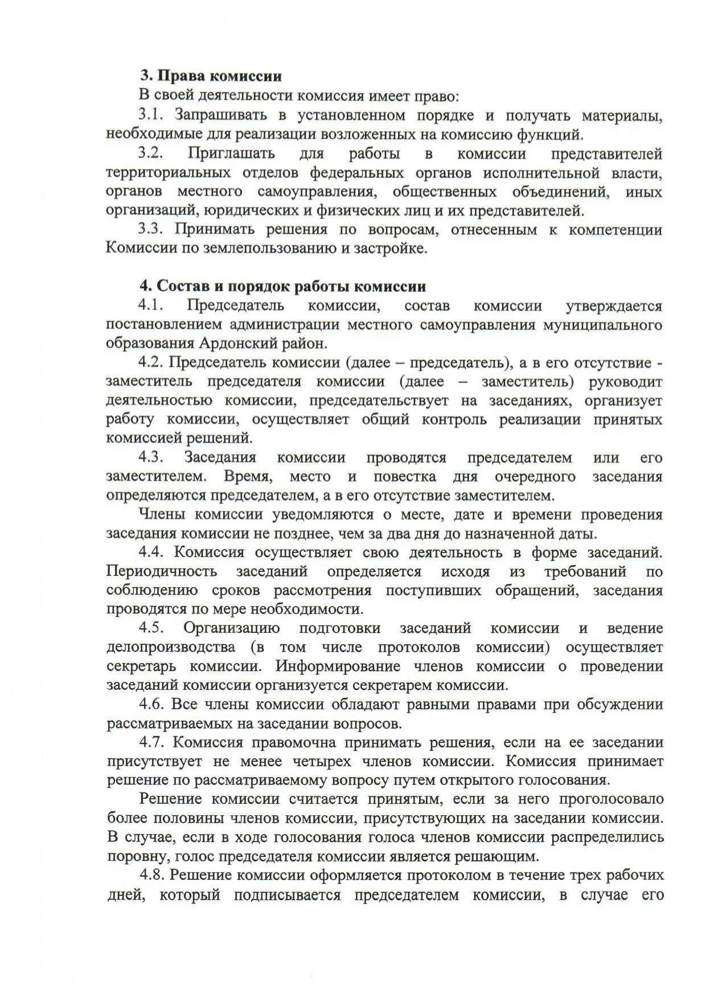 3. Права комиссии
В своей деятельности комиссия имеет право:
3.1. Запрашивать в установленном порядке и получать материалы,
необходимые для реализации возложенных на комиссию функций.
3.2. Приглашать для работы в комиссии представителей
территориальных отделов федеральных органов исполнительной власти,
органов местного самоуправления, общественных объединений, иных
организаций, юридических и физических лиц и их представителей.
3.3. Принимать решения по вопросам, отнесенным к компетенции
Комиссии по землепользованию и застройке.
4. Состав и порядок работы комиссии
4.1. Председатель комиссии, состав комиссии утверждается
постановлением администрации местного самоуправления муниципального
образования Ардонский район.
4.2. Председатель комиссии (далее – председатель), а в его отсутствие -
заместитель председателя комиссии (далее – заместитель) руководит
деятельностью комиссии, председательствует на заседаниях, организует
работу комиссии, осуществляет общий контроль реализации принятых
комиссией решений.
4.3. Заседания комиссии проводятся председателем или его
заместителем. Время, место и повестка дня очередного заседания
определяются председателем, а в его отсутствие заместителем.
Члены комиссии уведомляются о месте, дате и времени проведения
заседания комиссии не позднее, чем за два дня до назначенной даты.
4.4. Комиссия осуществляет свою деятельность в форме заседаний.
Периодичность заседаний определяется исходя из требований по
соблюдению сроков рассмотрения поступивших обращений, заседания
проводятся по мере необходимости.
4.5. Организацию подготовки заседаний комиссии и ведение
делопроизводства (в том числе протоколов комиссии) осуществляет
секретарь комиссии. Информирование членов комиссии о проведении
заседаний комиссии организуется секретарем комиссии.
4.6. Все члены комиссии обладают равными правами при обсуждении
рассматриваемых на заседании вопросов.
4.7. Комиссия правомочна принимать решения, если на ее заседании
присутствует не менее четырех членов комиссии. Комиссия принимает
решение по рассматриваемому вопросу путем открытого голосования.
Решение комиссии считается принятым, если за него проголосовало
более половины членов комиссии, присутствующих на заседании комиссии.
В случае, если в ходе голосования голоса членов комиссии распределились
поровну, голос председателя комиссии является решающим.
4.8. Решение комиссии оформляется протоколом в течение трех рабочих
дней, который подписывается председателем комиссии, в случае его